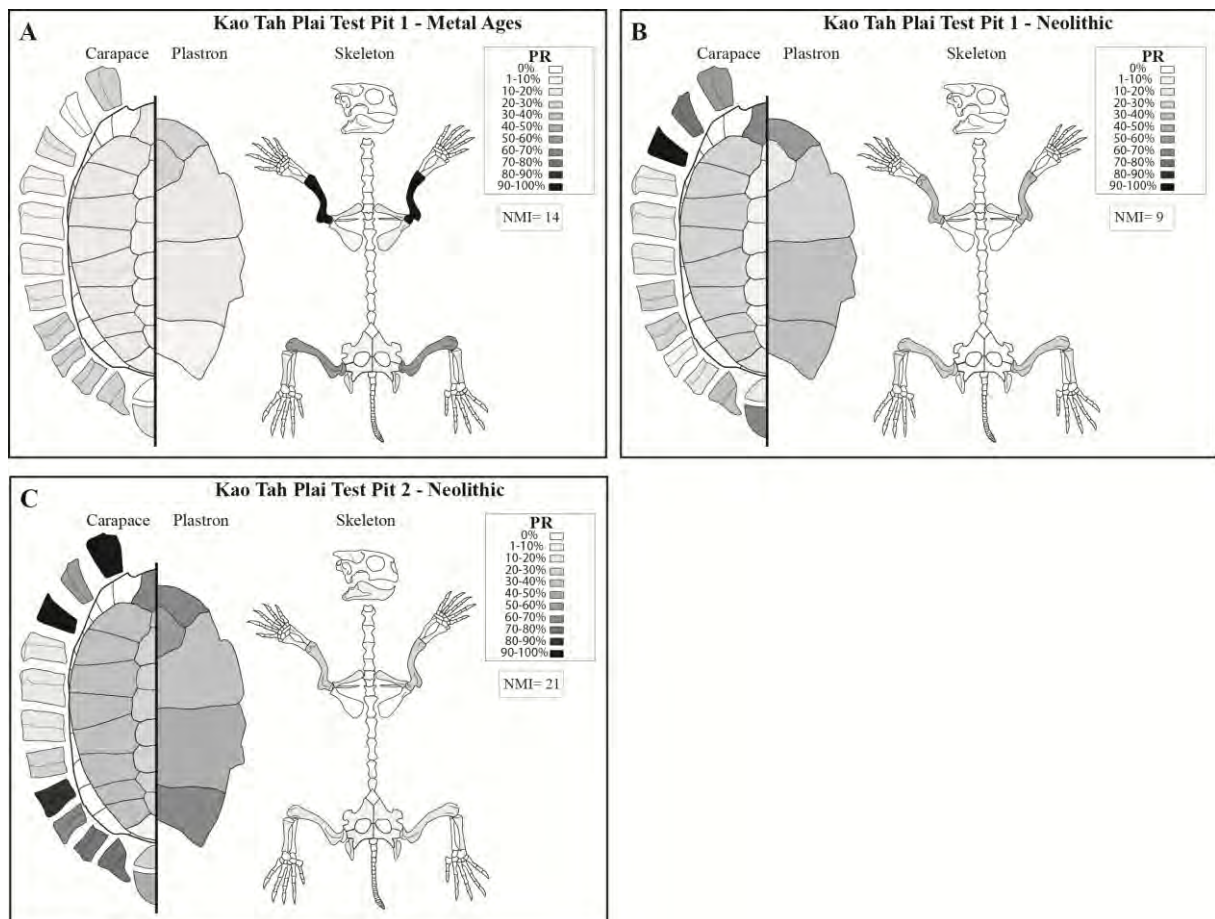 A
Kao Tah Plai Test Pit 1 - Metal Ages
Carapace Plastron Skeleton
PR
0%
1-10%
10-20%
20-30%
30-40%
40-50%
50-60%
60-70%
70-80%
80-90%
90-100%
NMI= 14
B
Kao Tah Plai Test Pit 1 - Neolithic
Carapace Plastron Skeleton
PR
0%
1-10%
10-20%
20-30%
30-40%
40-50%
50-60%
60-70%
70-80%
80-90%
90-100%
NMI= 9
C
Kao Tah Plai Test Pit 2 - Neolithic
Carapace Plastron Skeleton
PR
0%
1-10%
10-20%
20-30%
30-40%
40-50%
50-60%
60-70%
70-80%
80-90%
90-100%
NMI= 21